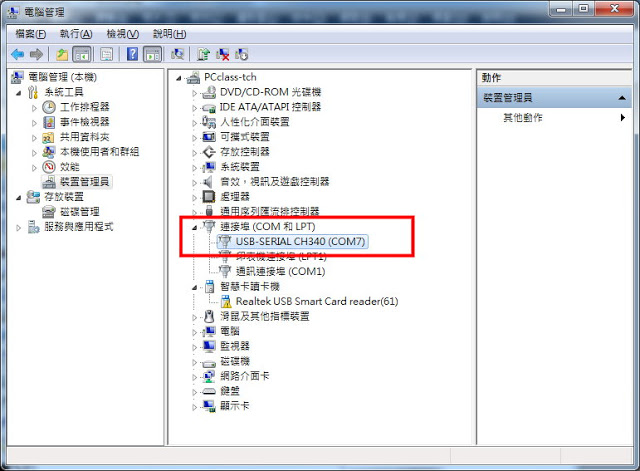 電腦管理
檔案(F) 執行(A) 檢視(V) 說明(H)
電腦管理 (本機)
系統工具
工作排程器
事件檢視器
共用資料夾
本機使用者和群組
效能
裝置管理員
存放裝置
磁碟管理
服務與應用程式
PCclass-tch
DVD/CD-ROM 光碟機
IDE ATA/ATAPI 控制器
人性化介面裝置
可攜式裝置
存放控制器
系統裝置
音效，視訊及遊戲控制器
處理器
通用序列匯流排控制器
連接埠 (COM 和 LPT)
USB-SERIAL CH340 (COM7)
印表機連接埠 (LPT1)
通訊連接埠 (COM1)
智慧卡讀卡機
Realtek USB Smart Card reader(61)
滑鼠及其他指標裝置
電腦
監視器
磁碟機
網路介面卡
鍵盤
顯示卡
動作
裝置管理員
其他動作